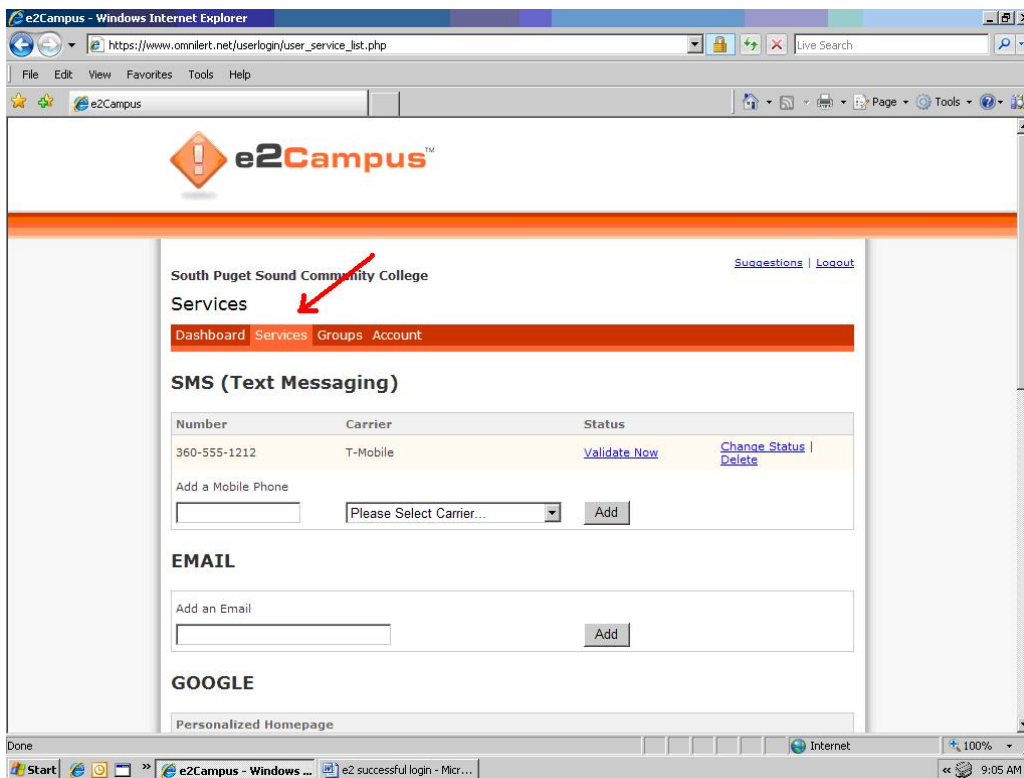 e2Campus - Windows Internet Explorer
https://www.omnilert.net/userlogin/user_service_list.php
Live Search
File Edit View Favorites Tools Help
e2Campus
Page Tools
e2Campus™
Suggestions | Logout
South Puget Sound Community College
Services
Dashboard Services Groups Account
SMS (Text Messaging)
Number Carrier Status
360-555-1212 T-Mobile Validate Now Change Status |
Delete
Add a Mobile Phone
Please Select Carrier... Add
EMAIL
Add an Email
Add
GOOGLE
Personalized Homepage
Done Internet 100%
Start » e2Campus - Windows ... e2 successful login - Micr... « 9:05 AM